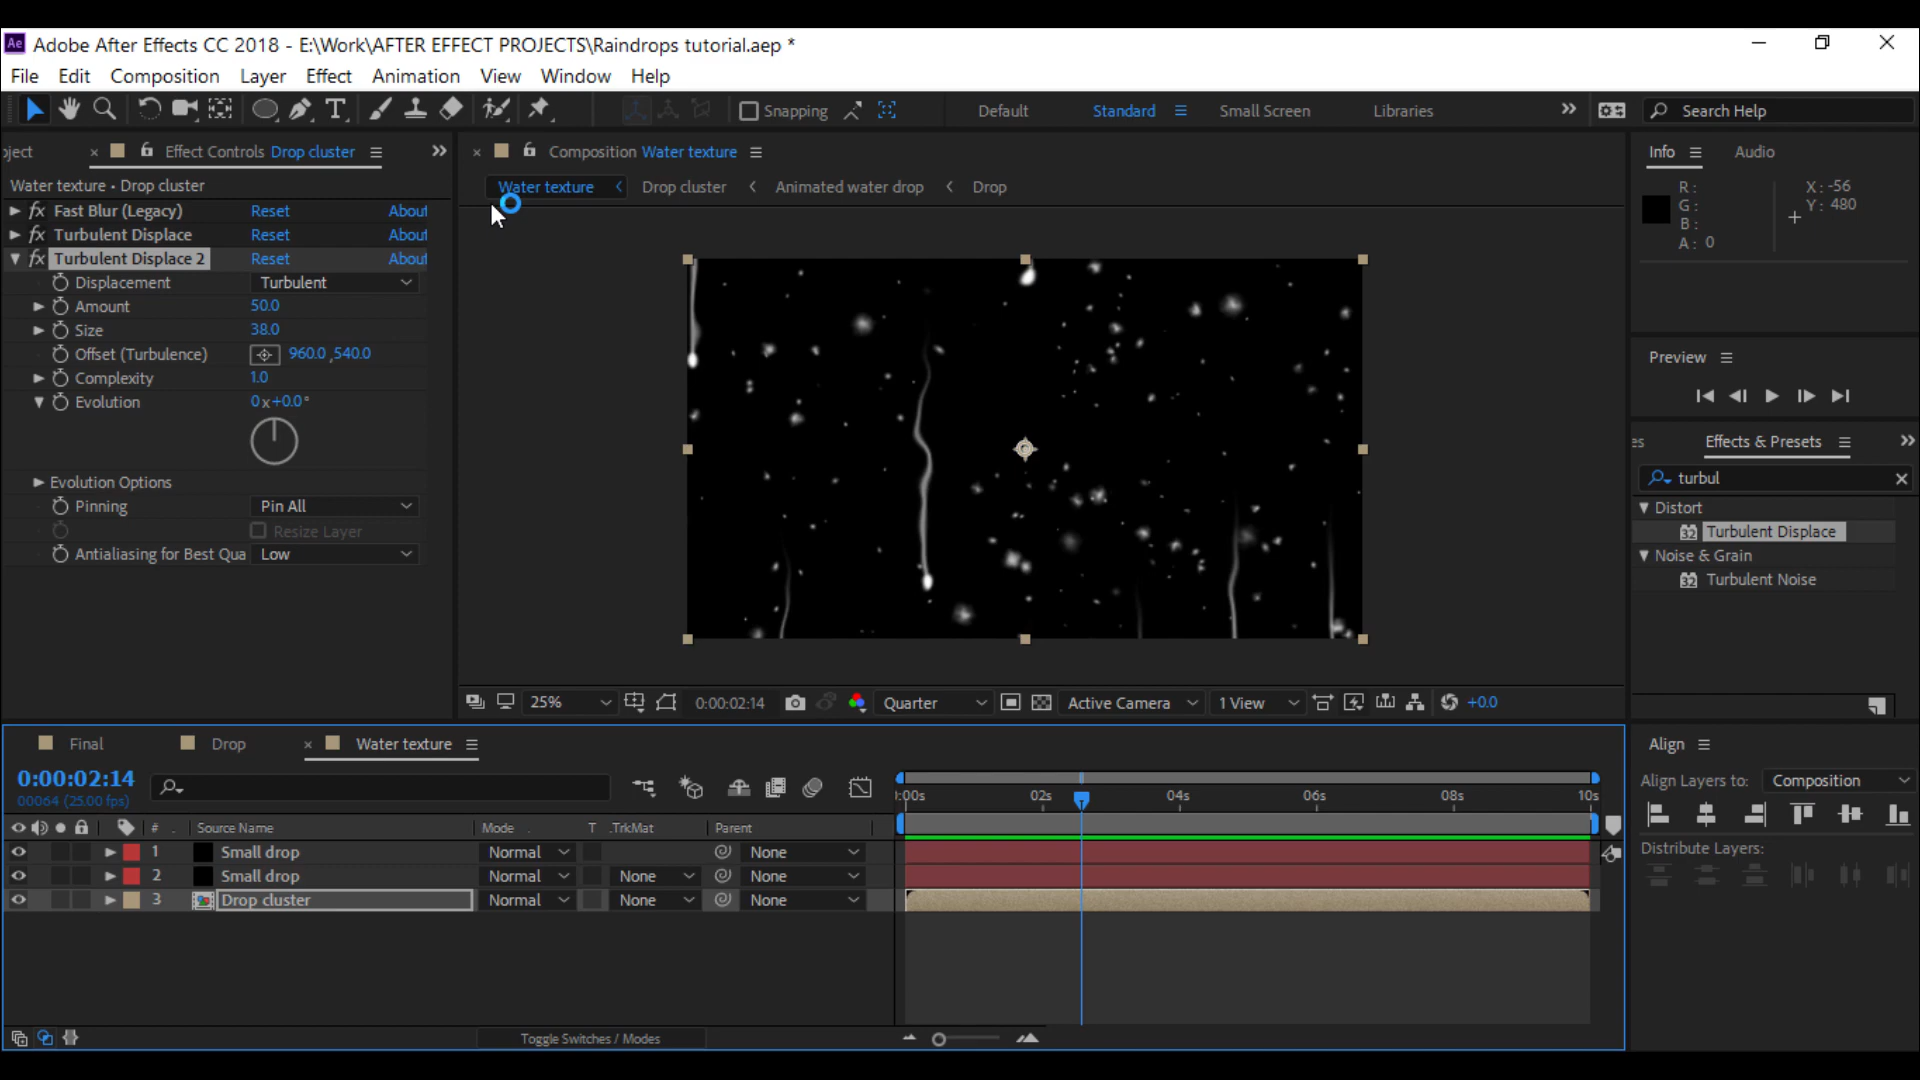 Ae Adobe After Effects CC 2018 - E:\Work\AFTER EFFECT PROJECTS\Raindrops tutorial.aep *
File Edit Composition Layer Effect Animation View Window Help
T Snapping Default Standard Small Screen Libraries Search Help
oject Effect Controls Drop cluster
Composition Water texture
Info Audio
Water texture • Drop cluster
Water texture Drop cluster Animated water drop Drop
R: X: -56
G: Y: 480
B:
A: 0
fx Fast Blur (Legacy) Reset About
fx Turbulent Displace Reset About
fx Turbulent Displace 2 Reset About
Displacement Turbulent
Amount 50.0
Size 38.0
Offset (Turbulence) 960.0 ,540.0
Complexity 1.0
Evolution 0 x+0.0 °
Evolution Options
Pinning Pin All
Resize Layer
Antialiasing for Best Qua Low
Preview
es Effects & Presets
turbul
Distort
32 Turbulent Displace
Noise & Grain
32 Turbulent Noise
25% 0:00:02:14 Quarter Active Camera 1 View +0.0
Final Drop Water texture
0:00:02:14
00064 (25.00 fps)
:00s 02s 04s 06s 08s 10s
# . Source Name Mode . T .TrkMat Parent
1 Small drop Normal None
2 Small drop Normal None None
3 Drop cluster Normal None None
Toggle Switches / Modes
Align
Align Layers to: Composition
Distribute Layers: